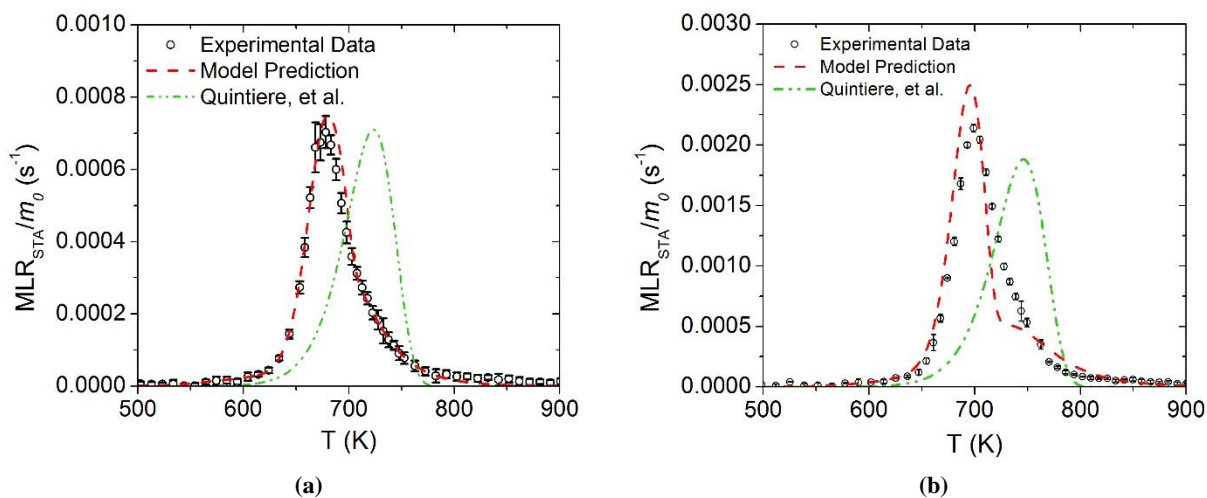 0.0010
0.0008
0.0006
0.0004
0.0002
0.0000
MLR_STA/m_0 (s^-1)
Experimental Data
Model Prediction
Quintiere, et al.
500 600 700 800 900
T (K)
(a)
0.0030
0.0025
0.0020
0.0015
0.0010
0.0005
0.0000
MLR_STA/m_0 (s^-1)
Experimental Data
Model Prediction
Quintiere, et al.
500 600 700 800 900
T (K)
(b)